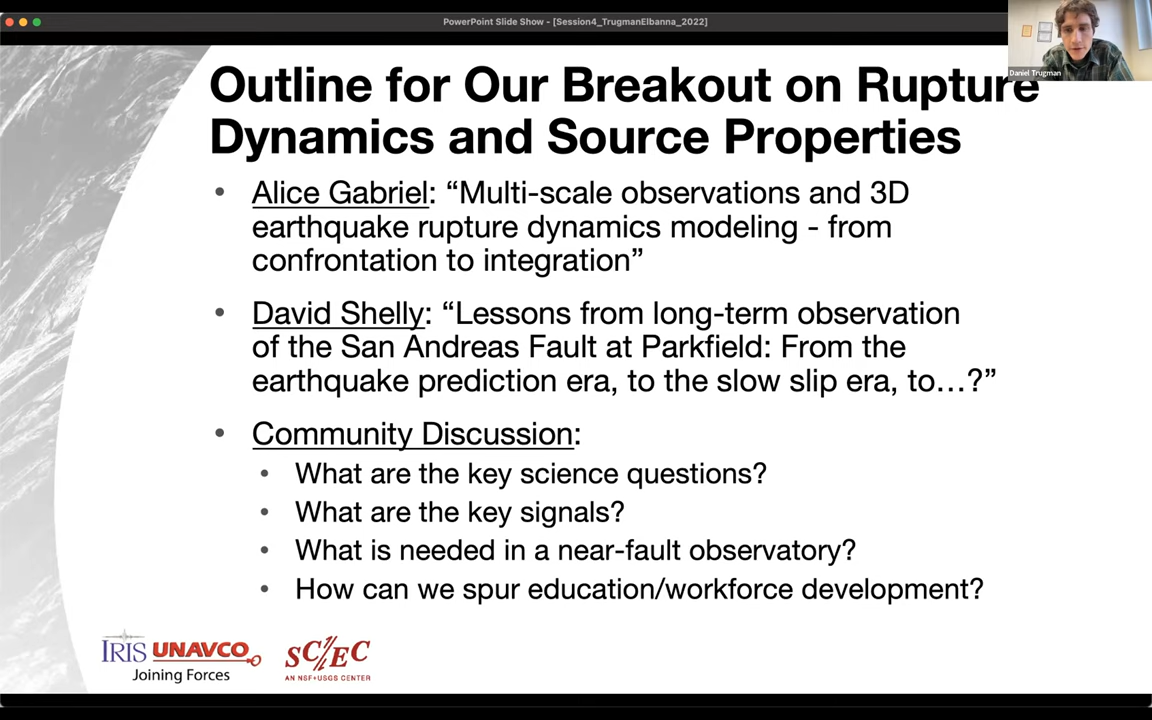 PowerPoint Slide Show - [Session4_TrugmanElbanna_2022]
Daniel Trugman
Outline for Our Breakout on Rupture
Dynamics and Source Properties
• Alice Gabriel: “Multi-scale observations and 3D
earthquake rupture dynamics modeling - from
confrontation to integration”
• David Shelly: “Lessons from long-term observation
of the San Andreas Fault at Parkfield: From the
earthquake prediction era, to the slow slip era, to…?”
• Community Discussion:
• What are the key science questions?
• What are the key signals?
• What is needed in a near-fault observatory?
• How can we spur education/workforce development?
IRIS UNAVCO
Joining Forces
SC/EC
AN NSF+USGS CENTER